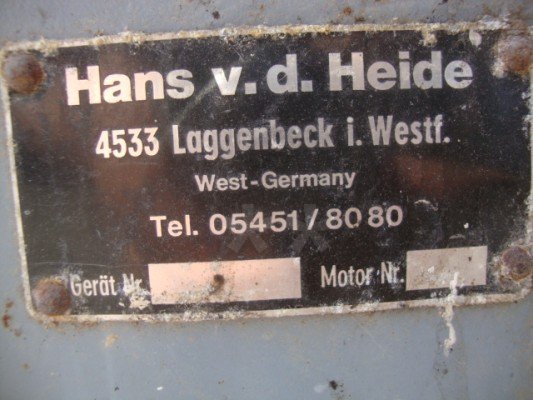 Hans v. d. Heide
4533 Laggenbeck i. Westf.
West-Germany
Tel. 05451/8080
Gerät Nr. Motor Nr.